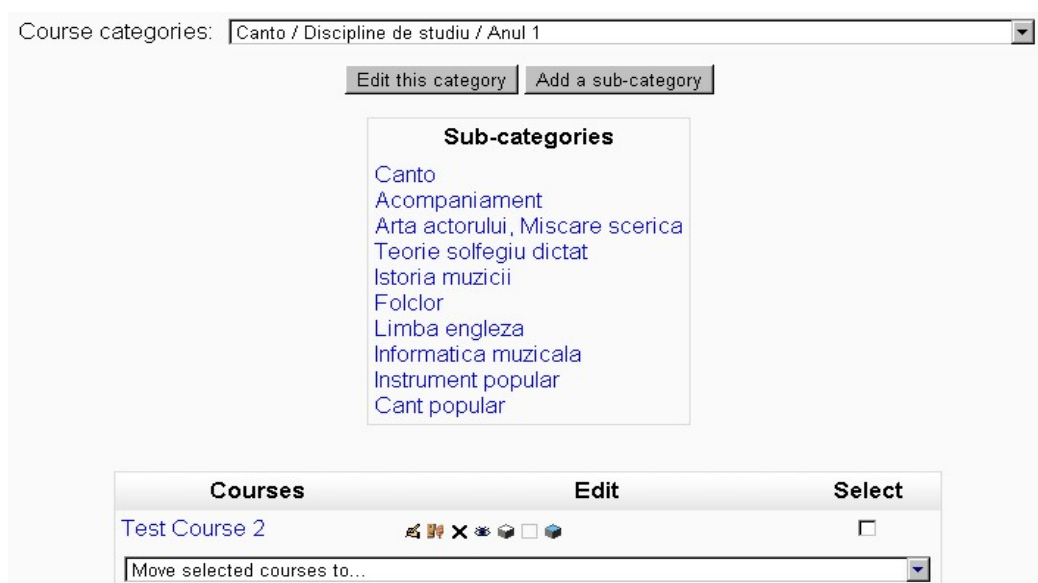 Course categories: Canto / Discipline de studiu / Anul 1
Edit this category Add a sub-category
Sub-categories
Canto
Acompaniament
Arta actorului, Miscare scerica
Teorie solfegiu dictat
Istoria muzicii
Folclor
Limba engleza
Informatica muzicala
Instrument popular
Cant popular
Courses Edit Select
Test Course 2
Move selected courses to...